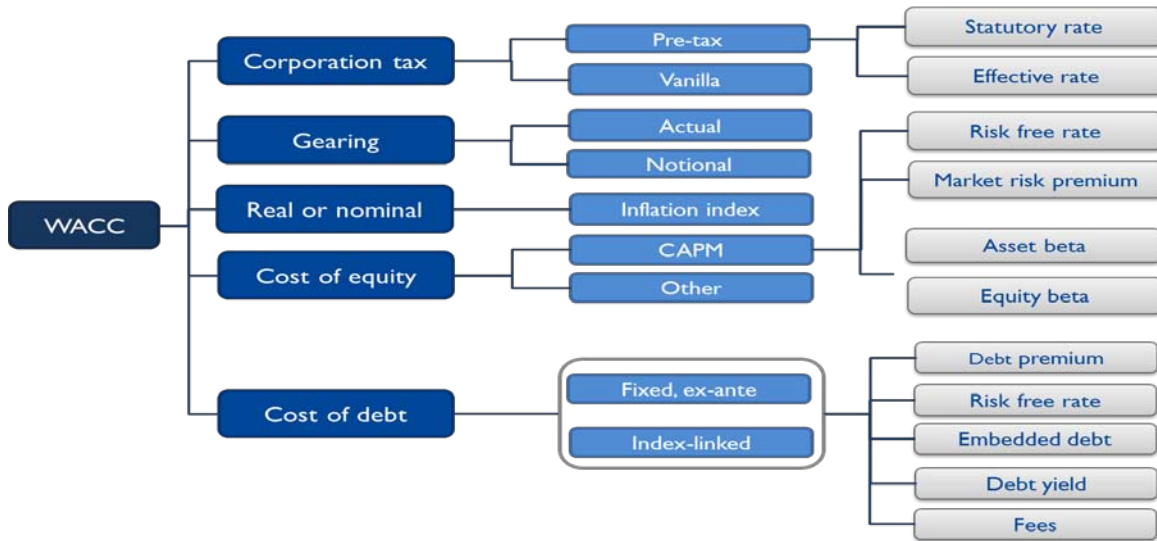 WACC
Corporation tax
Pre-tax
Statutory rate
Effective rate
Vanilla
Gearing
Actual
Notional
Real or nominal
Inflation index
Cost of equity
CAPM
Risk free rate
Market risk premium
Asset beta
Equity beta
Other
Cost of debt
Fixed, ex-ante
Index-linked
Debt premium
Risk free rate
Embedded debt
Debt yield
Fees